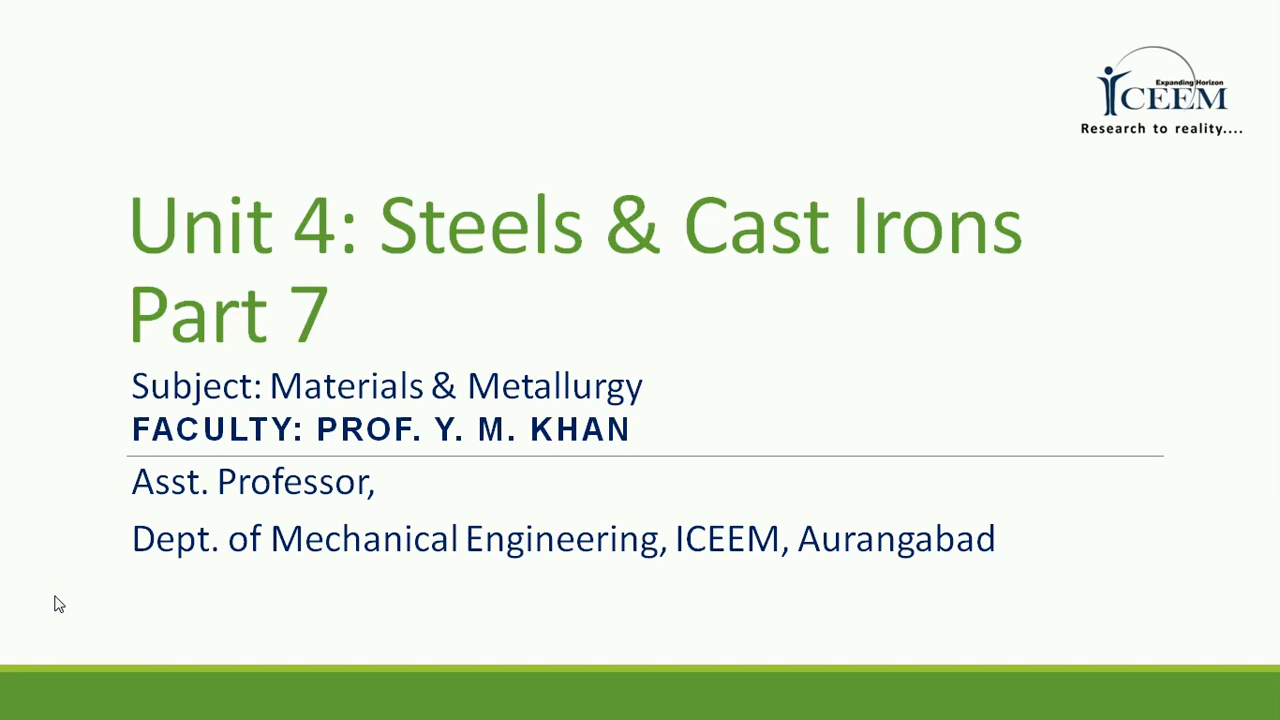 Expanding Horizon
ICEEM
Research to reality....
Unit 4: Steels & Cast Irons
Part 7
Subject: Materials & Metallurgy
FACULTY: PROF. Y. M. KHAN
Asst. Professor,
Dept. of Mechanical Engineering, ICEEM, Aurangabad